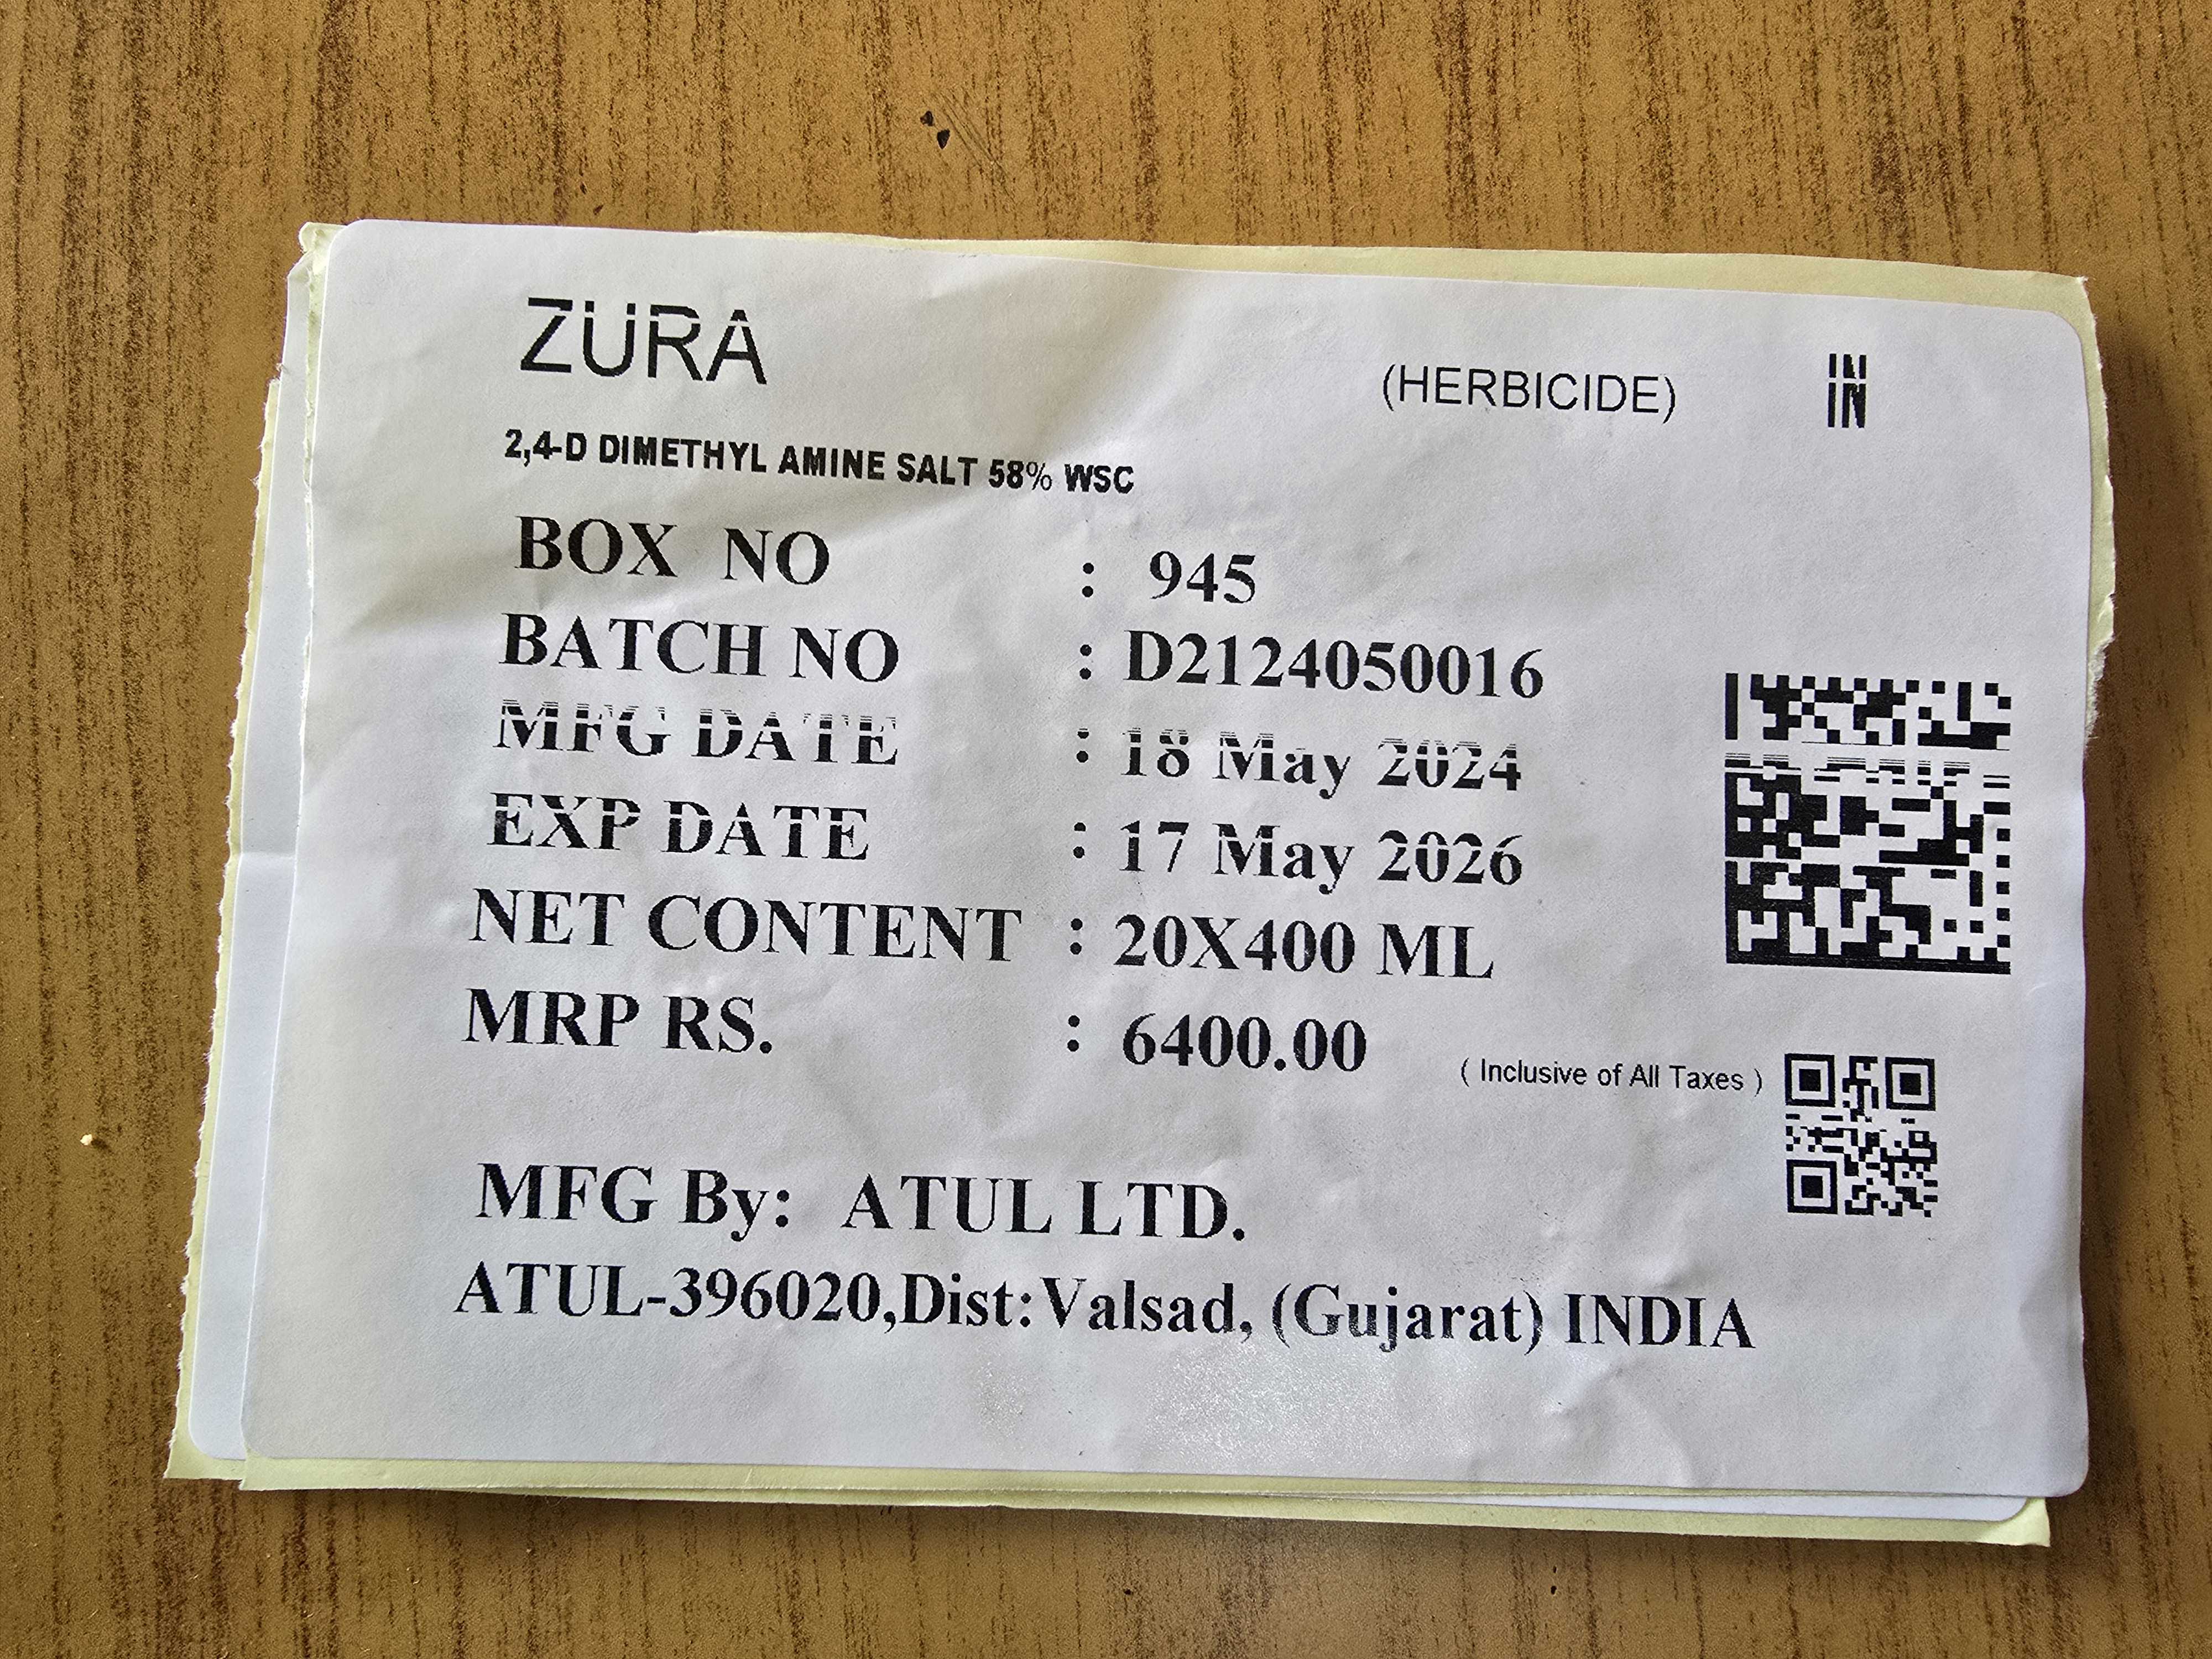 ZURA
(HERBICIDE) IN
2,4-D DIMETHYL AMINE SALT 58% WSC
BOX NO : 945
BATCH NO : D2124050016
MFG DATE : 18 May 2024
EXP DATE : 17 May 2026
NET CONTENT : 20X400 ML
MRP RS. : 6400.00 ( Inclusive of All Taxes )
MFG By: ATUL LTD.
ATUL-396020,Dist:Valsad, (Gujarat) INDIA